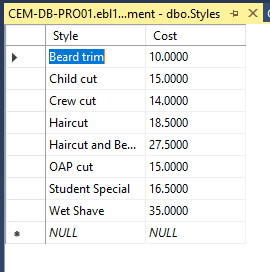 CEM-DB-PRO01.ebl1...ment - dbo.Styles
Style Cost
Beard trim 10.0000
Child cut 15.0000
Crew cut 14.0000
Haircut 18.5000
Haircut and Be... 27.5000
OAP cut 15.0000
Student Special 16.5000
Wet Shave 35.0000
NULL NULL